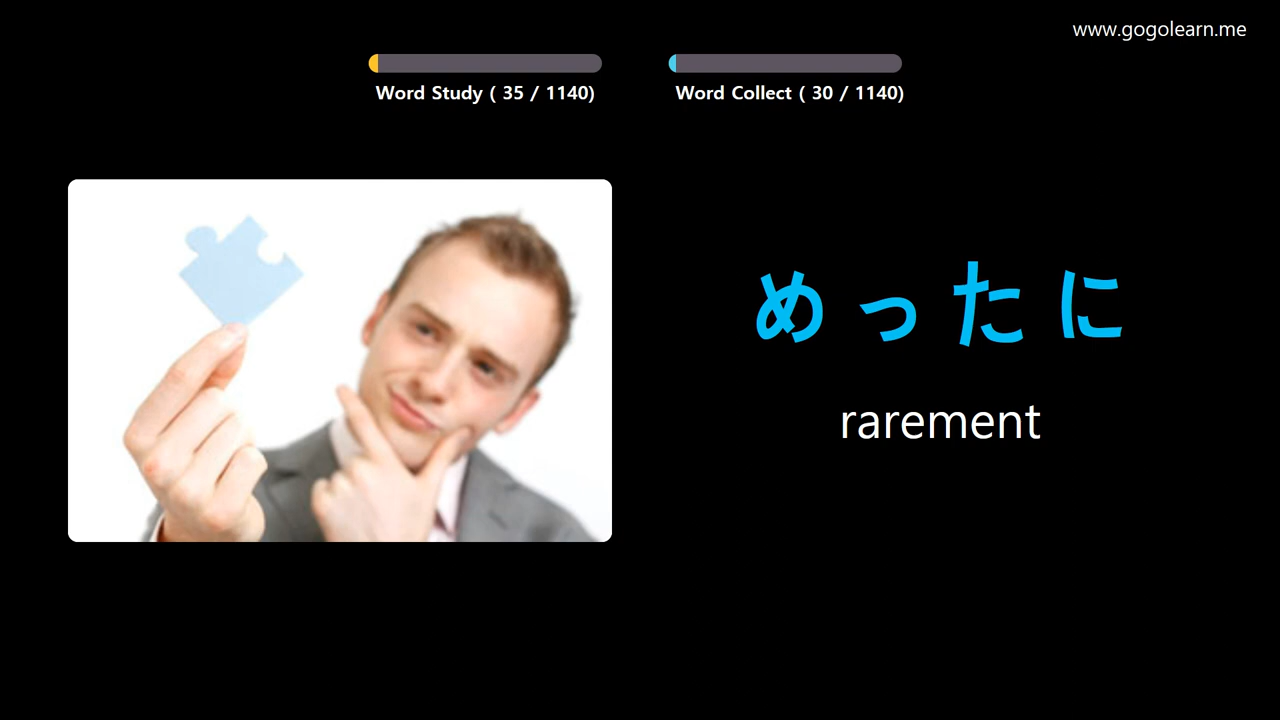 www.gogolearn.me
Word Study ( 35 / 1140)
Word Collect ( 30 / 1140)
めったに
rarement